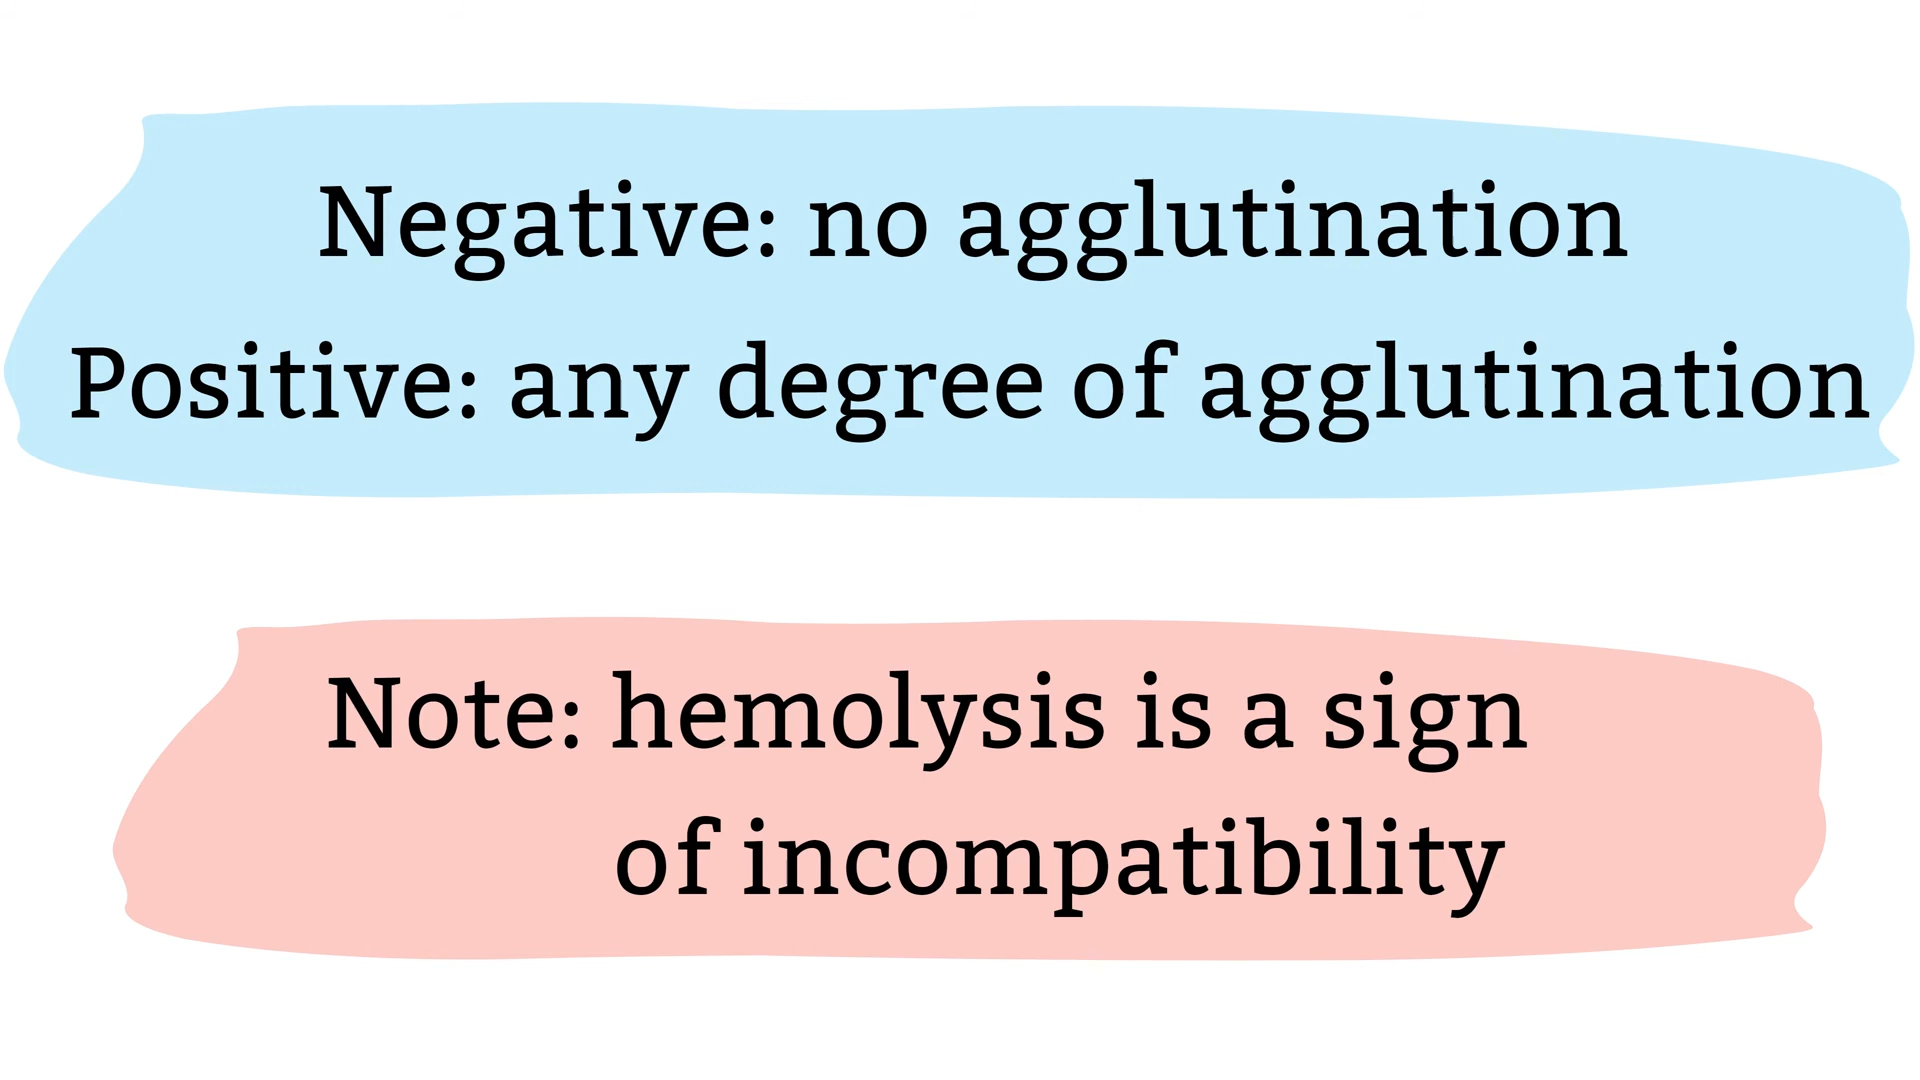 Negative: no agglutination
Positive: any degree of agglutination
Note: hemolysis is a sign
of incompatibility